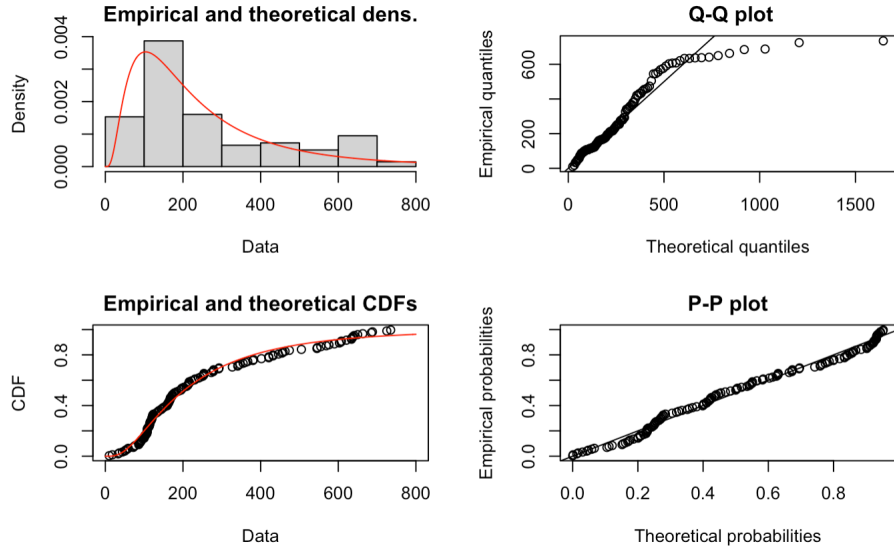 Empirical and theoretical dens.
Density
0.000 0.002 0.004
0 200 400 600 800
Data
Q-Q plot
Empirical quantiles
0 200 600
0 500 1000 1500
Theoretical quantiles
Empirical and theoretical CDFs
CDF
0.0 0.4 0.8
0 200 400 600 800
Data
P-P plot
Empirical probabilities
0.0 0.4 0.8
0.0 0.2 0.4 0.6 0.8
Theoretical probabilities